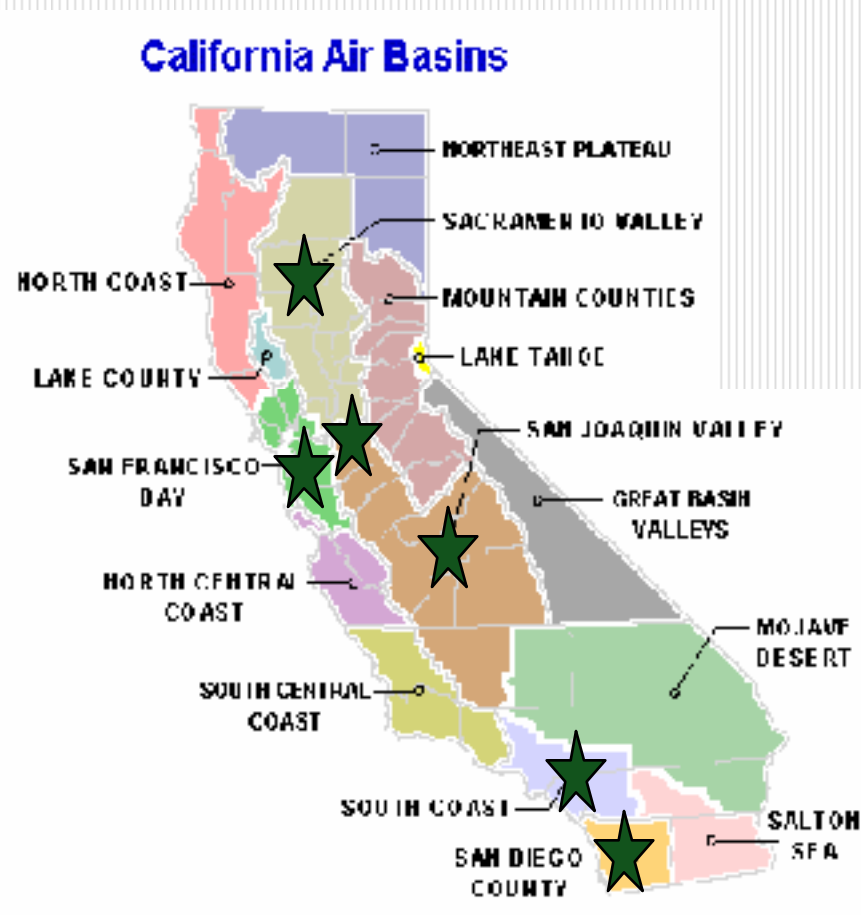 California Air Basins
NORTHEAST PLATEAU
SACRAMENTO VALLEY
NORTH COAST
MOUNTAIN COUNTIES
LAKE TAHOE
LAKE COUNTY
SAN JOAQUIN VALLEY
SAN FRANCISCO
BAY
GREAT BASIN
VALLEYS
NORTH CENTRAL
COAST
MOJAVE
DESERT
SOUTH CENTRAL
COAST
SOUTH COAST
SALTON
SEA
SAN DIEGO
COUNTY